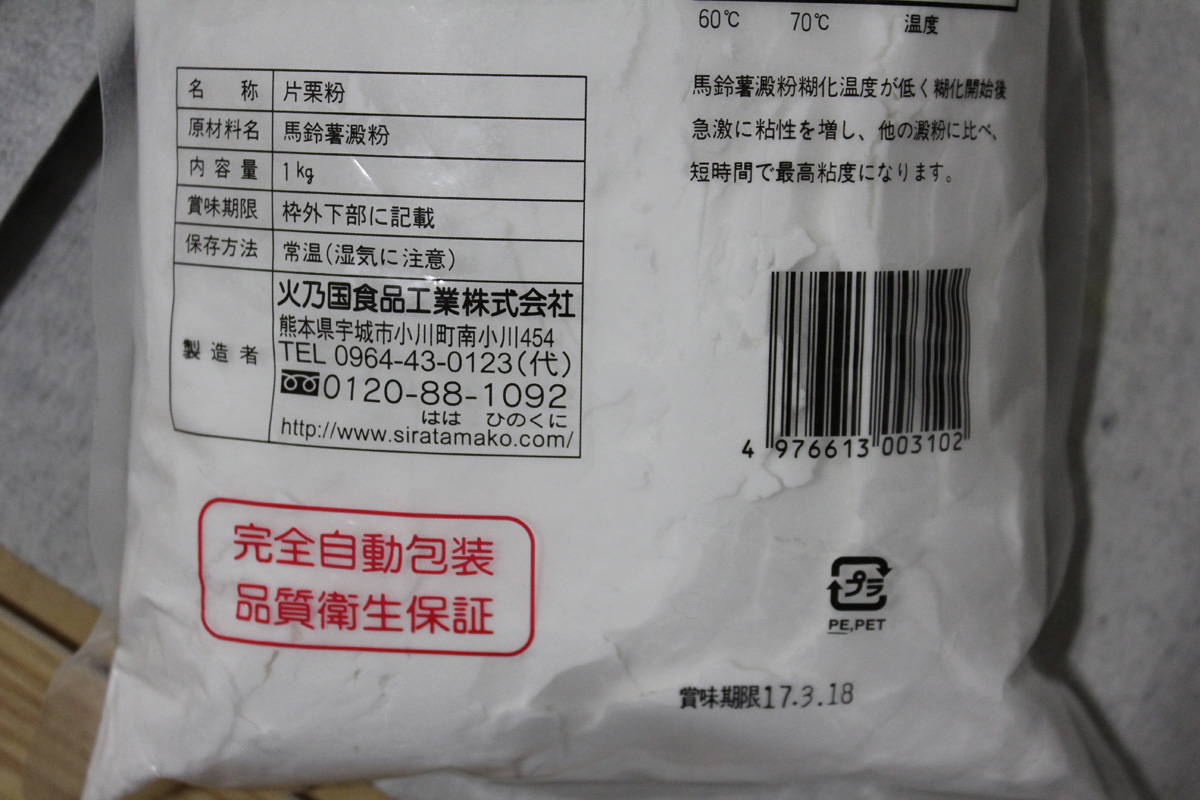 60℃ 70℃ 温度
名称 片栗粉
原材料名 馬鈴薯澱粉
内容量 1kg
賞味期限 枠外下部に記載
保存方法 常温(湿気に注意)
製造者 火乃国食品工業株式会社
熊本県宇城市小川町南小川454
TEL 0964-43-0123(代)
0120-88-1092
はは ひのくに
http://www.siratamako.com/
馬鈴薯澱粉糊化温度が低く糊化開始後
急激に粘性を増し、他の澱粉に比べ、
短時間で最高粘度になります。
4 976613 003102
完全自動包装
品質衛生保証
プラ
PE,PET
賞味期限17.3.18